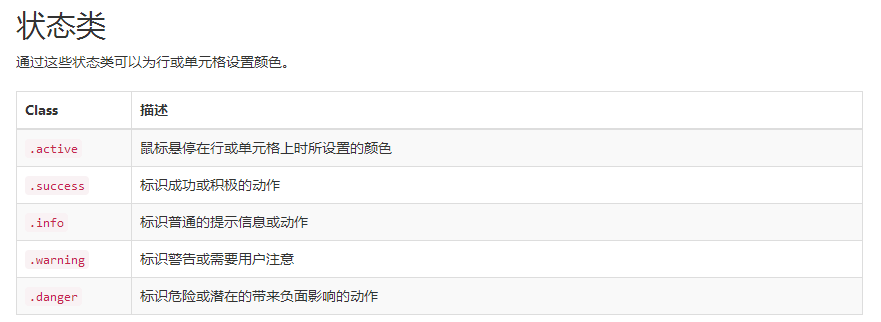 状态类
通过这些状态类可以为行或单元格设置颜色。
Class 描述
.active 鼠标悬停在行或单元格上时所设置的颜色
.success 标识成功或积极的动作
.info 标识普通的提示信息或动作
.warning 标识警告或需要用户注意
.danger 标识危险或潜在的带来负面影响的动作